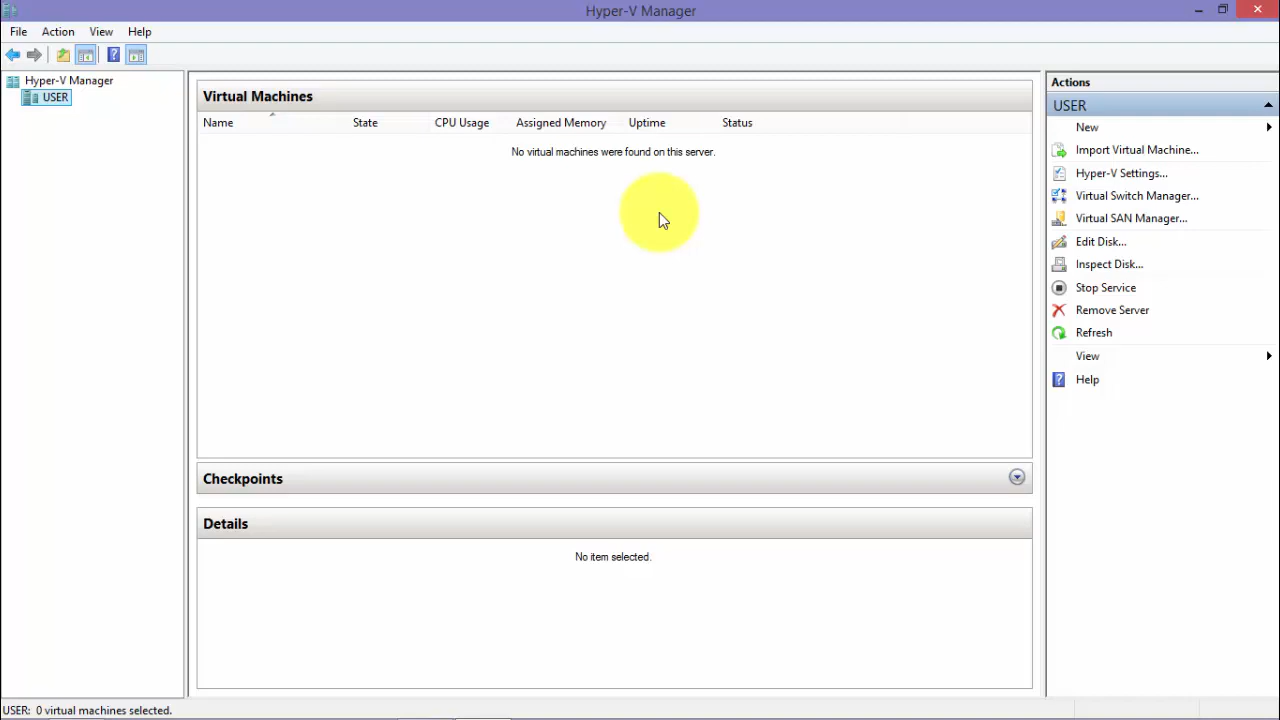 Hyper-V Manager
File Action View Help
Hyper-V Manager
USER
Virtual Machines
Name State CPU Usage Assigned Memory Uptime Status
No virtual machines were found on this server.
Checkpoints
Details
No item selected.
Actions
USER
New
Import Virtual Machine...
Hyper-V Settings...
Virtual Switch Manager...
Virtual SAN Manager...
Edit Disk...
Inspect Disk...
Stop Service
Remove Server
Refresh
View
Help
USER: 0 virtual machines selected.